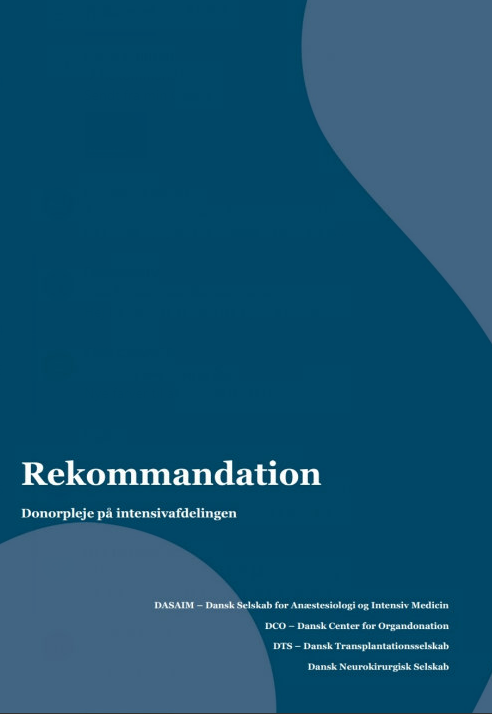 Rekommandation
Donorpleje på intensivafdelingen
DASAIM – Dansk Selskab for Anæstesiologi og Intensiv Medicin
DCO – Dansk Center for Organdonation
DTS – Dansk Transplantationsselskab
Dansk Neurokirurgisk Selskab